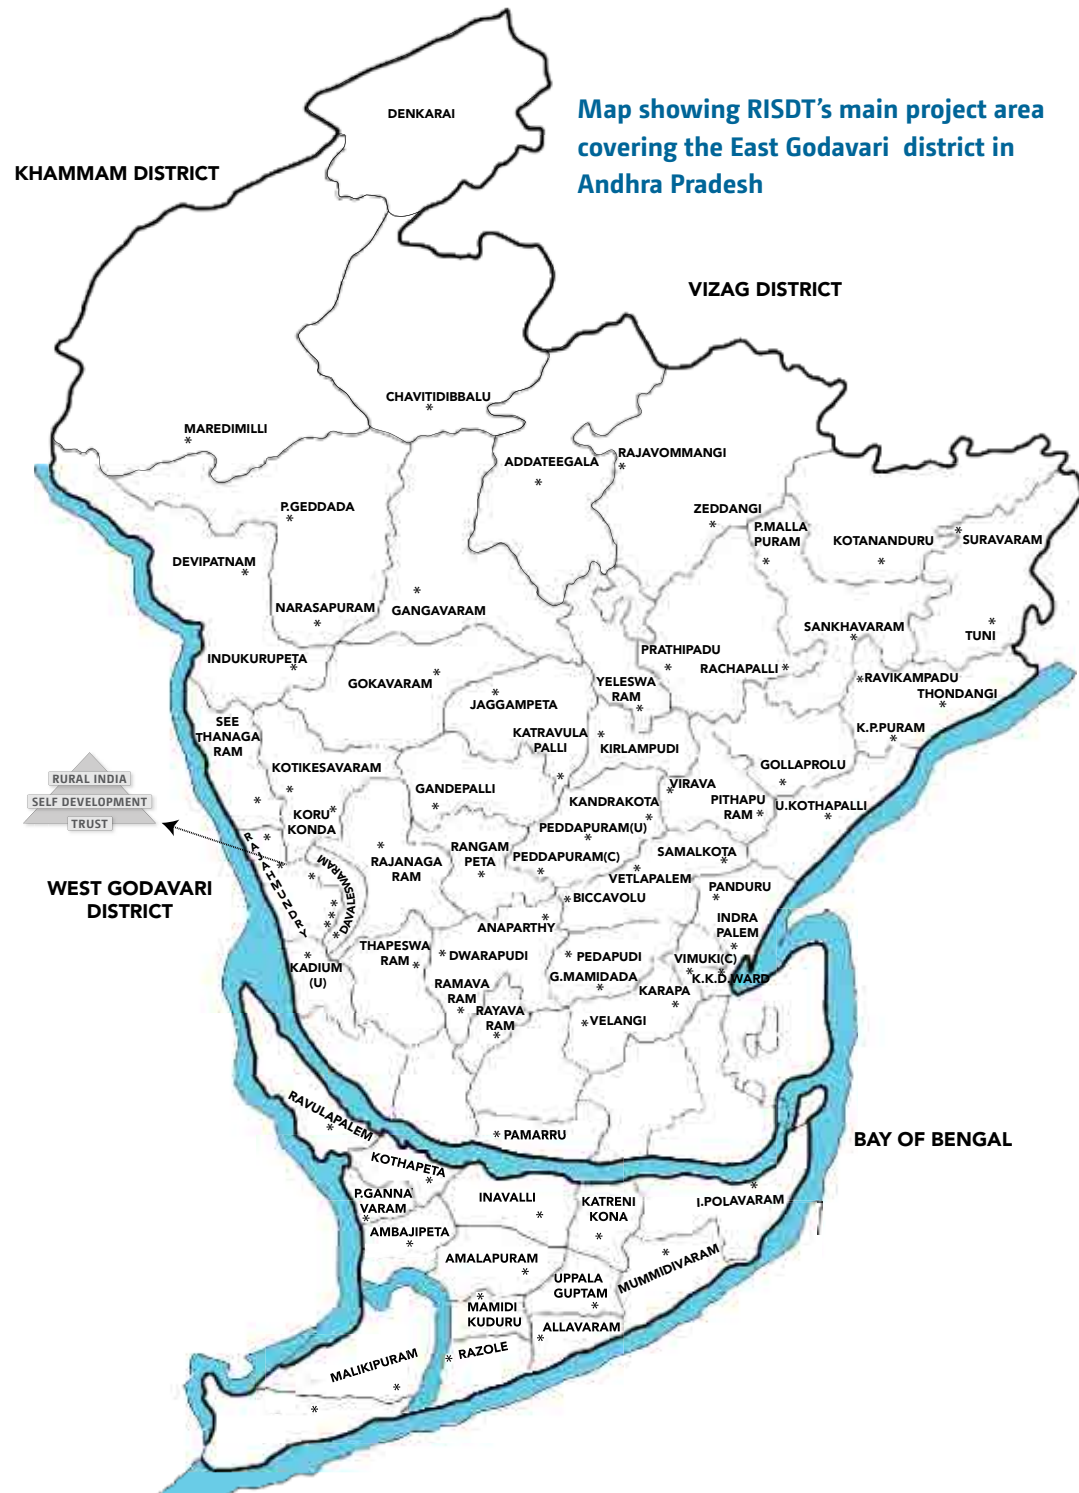 DENKARAI
Map showing RISDT's main project area
covering the East Godavari district in
Andhra Pradesh
KHAMMAM DISTRICT
VIZAG DISTRICT
CHAVITIDIBBALU
MAREDIMILLI
ADDATEEGALA
RAJAVOMMANGI
P.GEDDADA
ZEDDANGI
P.MALLA
PURAM
KOTANANDURU
SURAVARAM
DEVIPATNAM
NARASAPURAM
GANGAVARAM
SANKHAVARAM
TUNI
INDUKURUPETA
PRATHIPADU
RACHAPALLI
GOKAVARAM
YELESWA
RAM
RAVIKAMPADU
THONDANGI
JAGGAMPETA
SEE
THANAGA
RAM
KATRAVULA
PALLI
KIRLAMPUDI
K.P.PURAM
KOTIKESAVARAM
GOLLAPROLU
RURAL INDIA
SELF DEVELOPMENT
TRUST
GANDEPALLI
VIRAVA
KANDRAKOTA
PITHAPU
RAM
U.KOTHAPALLI
KORU
KONDA
PEDDAPURAM(U)
RAJAHMUNDRY
DAVALESWARAM
RAJANAGA
RAM
RANGAM
PETA
PEDDAPURAM(C)
SAMALKOTA
VETLAPALEM
WEST GODAVARI
DISTRICT
BICCAVOLU
PANDURU
ANAPARTHY
INDRA
PALEM
THAPESWA
RAM
DWARAPUDI
PEDAPUDI
VIMUKI(C)
KADIUM
(U)
G.MAMIDADA
K.K.D.WARD
RAMAVA
RAM
KARAPA
RAYAVA
RAM
VELANGI
RAVULAPALEM
PAMARRU
BAY OF BENGAL
KOTHAPETA
P.GANNA
VARAM
INAVALLI
KATRENI
KONA
I.POLAVARAM
AMBAJIPETA
AMALAPURAM
MUMMIDIVARAM
UPPALA
GUPTAM
MAMIDI
KUDURU
ALLAVARAM
RAZOLE
MALIKIPURAM